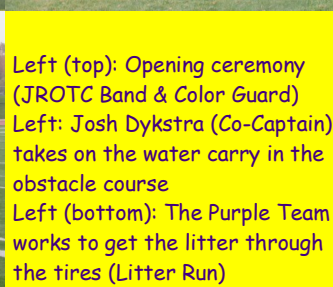 Left (top): Opening ceremony
(JROTC Band & Color Guard)
Left: Josh Dykstra (Co-Captain)
takes on the water carry in the
obstacle course
Left (bottom): The Purple Team
works to get the litter through
the tires (Litter Run)